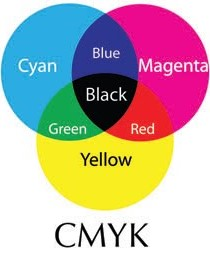 Blue
Cyan Magenta
Black
Green Red
Yellow
CMYK